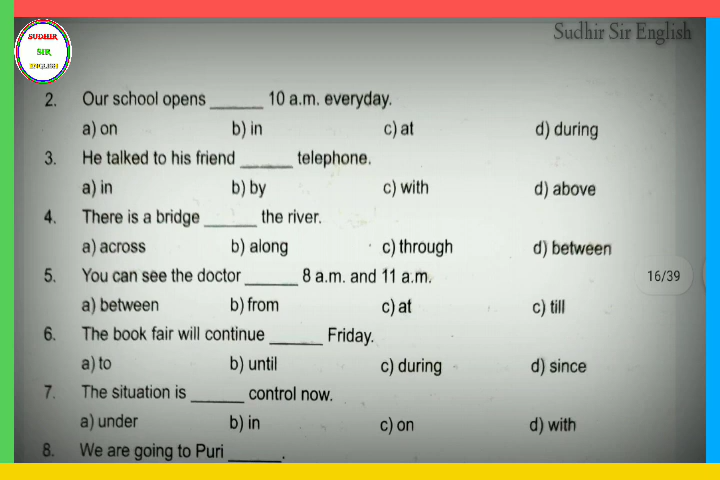 Sudhir Sir English
SUDHIR
SIR
ENGLISH
2. Our school opens ______ 10 a.m. everyday.
a) on b) in c) at d) during
3. He talked to his friend ______ telephone.
a) in b) by c) with d) above
4. There is a bridge ______ the river.
a) across b) along c) through d) between
5. You can see the doctor ______ 8 a.m. and 11 a.m.
a) between b) from c) at c) till
16/39
6. The book fair will continue ______ Friday.
a) to b) until c) during d) since
7. The situation is ______ control now.
a) under b) in c) on d) with
8. We are going to Puri ______.